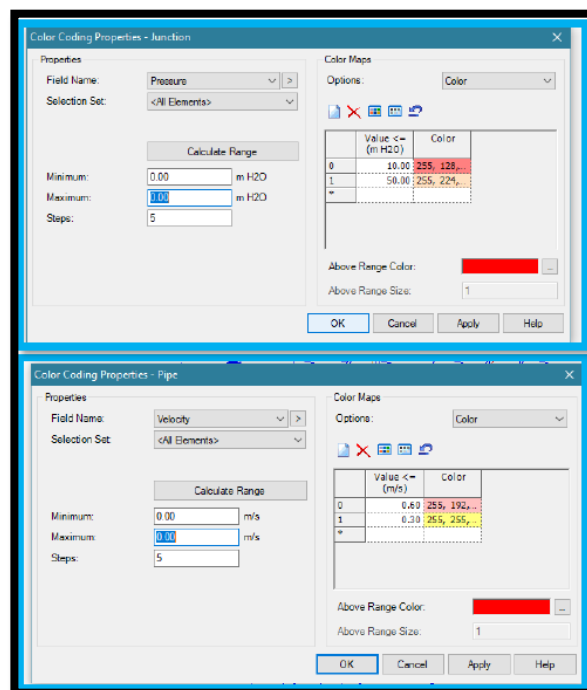 Color Coding Properties - Junction
Properties
Field Name: Pressure >
Selection Set: <All Elements>
Calculate Range
Minimum: 0.00 m H2O
Maximum: 0.00 m H2O
Steps: 5
Color Maps
Options: Color
Value <= (m H2O) Color
0 10.00 255, 128,...
1 50.00 255, 224,...
*
Above Range Color: ...
Above Range Size: 1
OK Cancel Apply Help
Color Coding Properties - Pipe
Properties
Field Name: Velocity >
Selection Set: <All Elements>
Calculate Range
Minimum: 0.00 m/s
Maximum: 0.00 m/s
Steps: 5
Color Maps
Options: Color
Value <= (m/s) Color
0 0.60 255, 192,...
1 0.30 255, 255,...
*
Above Range Color: ...
Above Range Size: 1
OK Cancel Apply Help